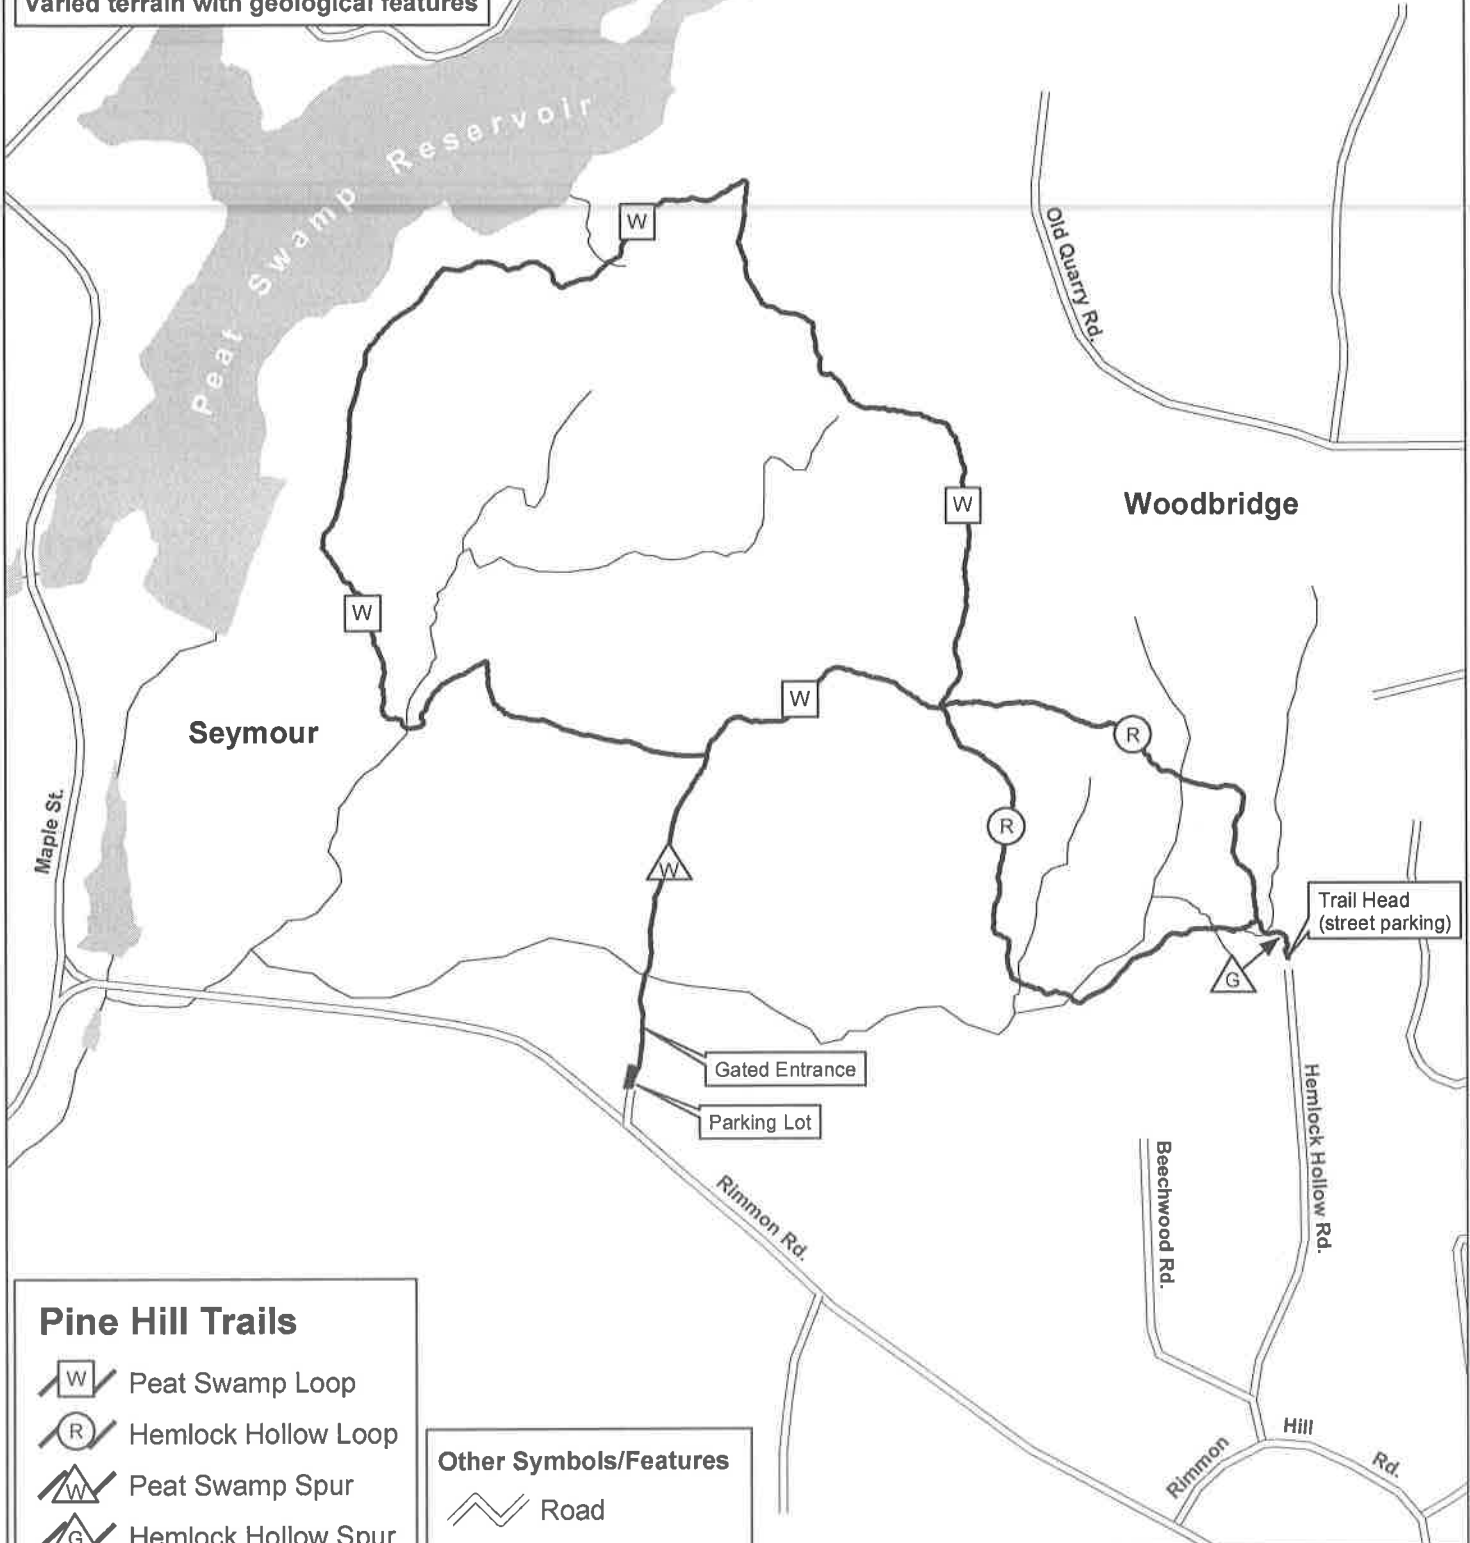 Varied terrain with geological features
Peat Swamp Reservoir
W
Old Quarry Rd.
W
Woodbridge
W
W
Seymour
R
Maple St.
R
W
Trail Head
(street parking)
G
Gated Entrance
Parking Lot
Hemlock Hollow Rd.
Beechwood Rd.
Rimmon Rd.
Pine Hill Trails
W Peat Swamp Loop
R Hemlock Hollow Loop
W Peat Swamp Spur
G Hemlock Hollow Spur
Other Symbols/Features
Road
Rimmon Hill Rd.